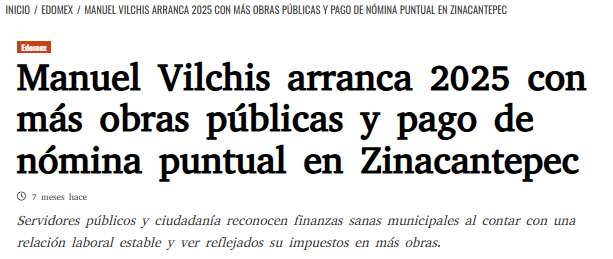 INICIO / EDOMEX / MANUEL VILCHIS ARRANCA 2025 CON MÁS OBRAS PÚBLICAS Y PAGO DE NÓMINA PUNTUAL EN ZINACANTEPEC
Edomex
Manuel Vilchis arranca 2025 con
más obras públicas y pago de
nómina puntual en Zinacantepec
7 meses hace
Servidores públicos y ciudadanía reconocen finanzas sanas municipales al contar con una
relación laboral estable y ver reflejados su impuestos en más obras.